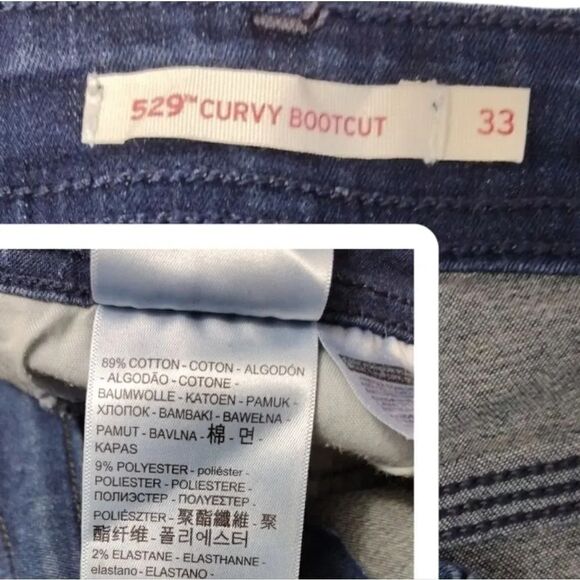 529™ CURVY BOOTCUT 33
89% COTTON - COTON - ALGODÓN
- ALGODÃO - COTONE -
BAUMWOLLE - KATOEN - PAMUK -
ХЛОПОК - BAMBAKI - BAWEŁNA -
PAMUT - BAVLNA - 棉 - 면 -
KAPAS
9% POLYESTER - poliéster -
POLIESTER - POLIESTERE -
ПОЛИЭСТЕР - ΠΟΛΥΕΣΤΕΡ -
POLIÉSZTER - 聚酯纖維 - 聚
酯纤维 - 폴리에스터
2% ELASTANE - ELASTHANNE -
elastano - ELASTAN -